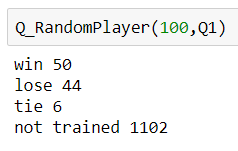 Q_RandomPlayer(100,Q1)
win 50
lose 44
tie 6
not trained 1102